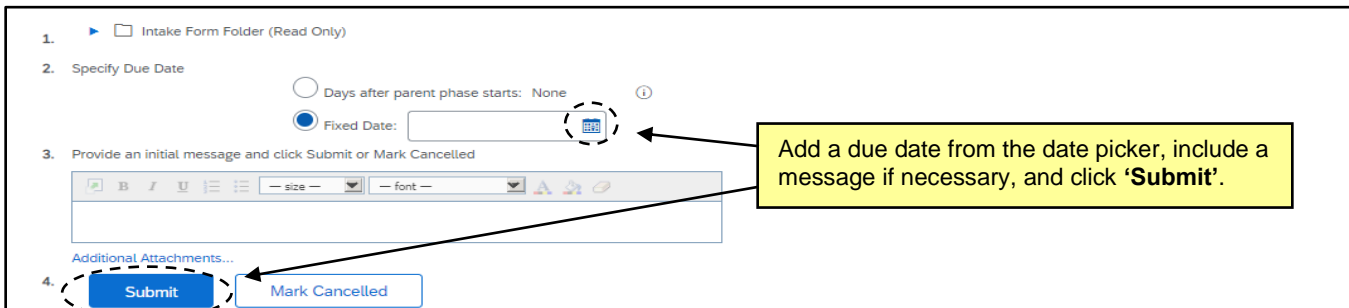 1. Intake Form Folder (Read Only)
2. Specify Due Date
Days after parent phase starts: None
Fixed Date:
3. Provide an initial message and click Submit or Mark Cancelled
B I U — size — — font — A
Add a due date from the date picker, include a
message if necessary, and click ‘Submit’.
Additional Attachments...
4. Submit Mark Cancelled